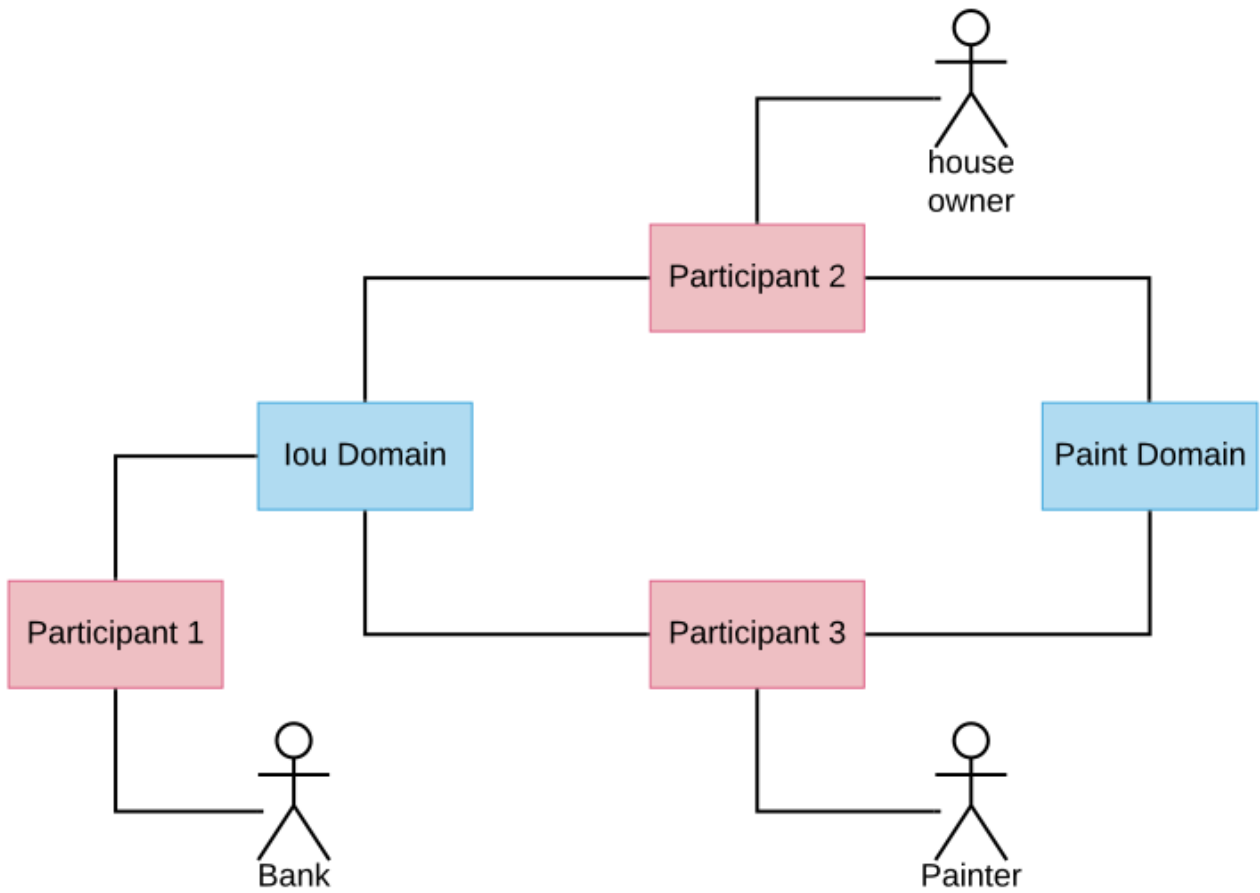 house
owner
Participant 2
Iou Domain
Paint Domain
Participant 1
Participant 3
Bank
Painter